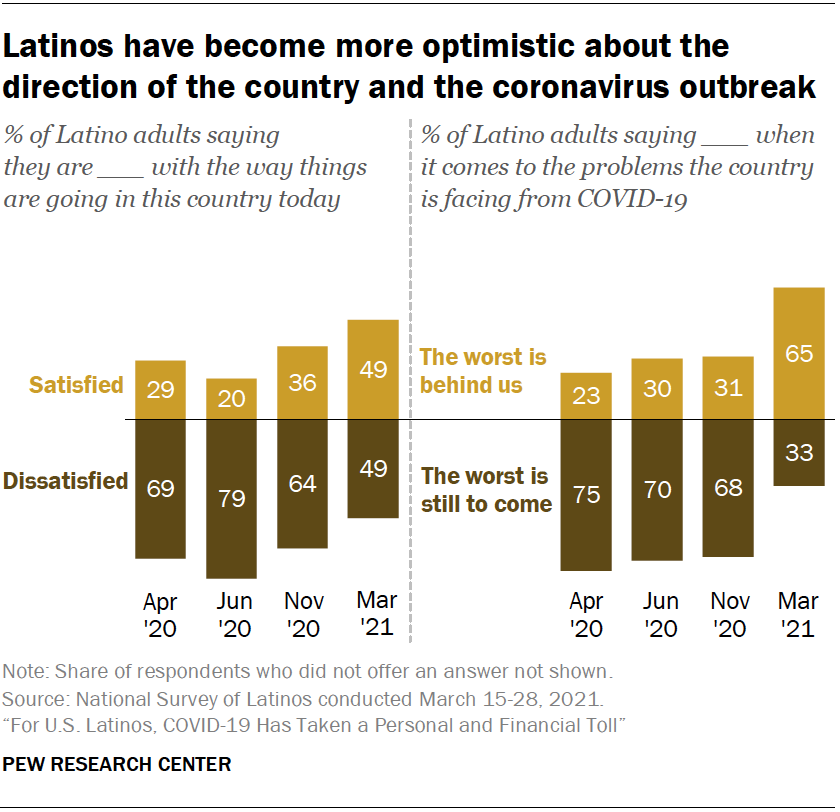 Latinos have become more optimistic about the
direction of the country and the coronavirus outbreak
% of Latino adults saying
they are ___ with the way things
are going in this country today
Satisfied
29
20
36
49
Dissatisfied
69
79
64
49
Apr '20
Jun '20
Nov '20
Mar '21
% of Latino adults saying ___ when
it comes to the problems the country
is facing from COVID-19
The worst is
behind us
23
30
31
65
The worst is
still to come
75
70
68
33
Apr '20
Jun '20
Nov '20
Mar '21
Note: Share of respondents who did not offer an answer not shown.
Source: National Survey of Latinos conducted March 15-28, 2021.
“For U.S. Latinos, COVID-19 Has Taken a Personal and Financial Toll”
PEW RESEARCH CENTER